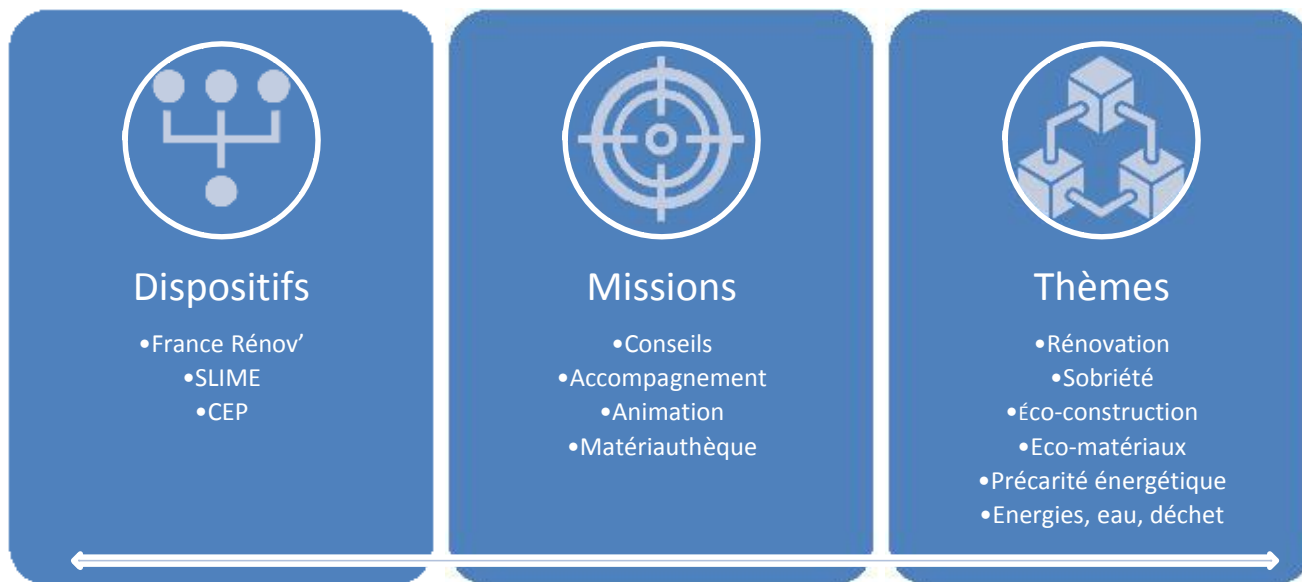 Dispositifs
•France Rénov’
•SLIME
•CEP
Missions
•Conseils
•Accompagnement
•Animation
•Matériauthèque
Thèmes
•Rénovation
•Sobriété
•Éco-construction
•Eco-matériaux
•Précarité énergétique
•Energies, eau, déchet